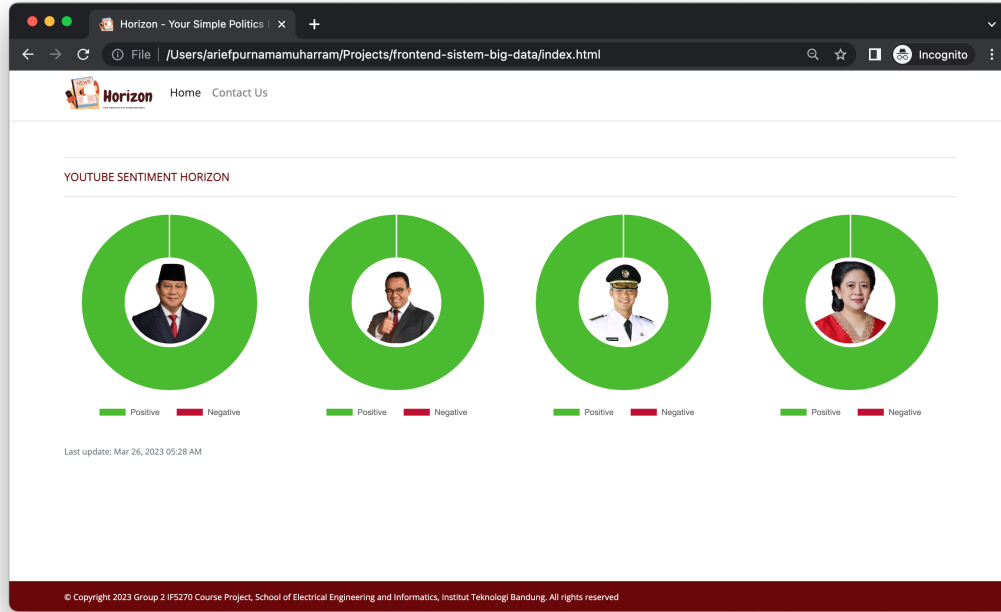 Horizon - Your Simple Politics
File /Users/ariefpurnamamuharram/Projects/frontend-sistem-big-data/index.html Incognito
NEWS
Horizon Home Contact Us
YOUTUBE SENTIMENT HORIZON
Positive Negative Positive Negative Positive Negative Positive Negative
Last update: Mar 26, 2023 05:28 AM
© Copyright 2023 Group 2 IF5270 Course Project, School of Electrical Engineering and Informatics, Institut Teknologi Bandung. All rights reserved